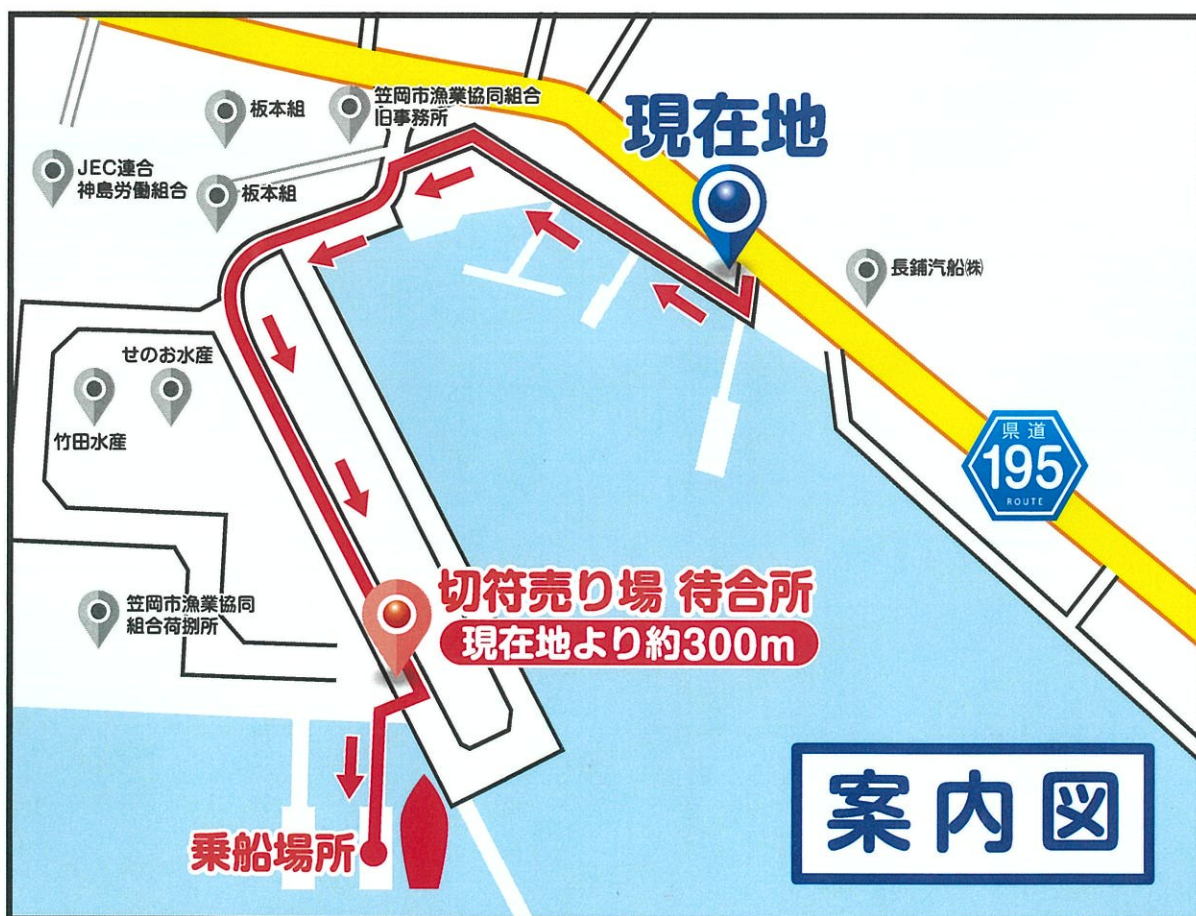 笠岡市漁業協同組合
旧事務所
板本組
現在地
JEC連合
神島労働組合
板本組
長鋪汽船㈱
せのお水産
竹田水産
県道
195
ROUTE
切符売り場 待合所
現在地より約300m
笠岡市漁業協同
組合荷捌所
案内図
乗船場所